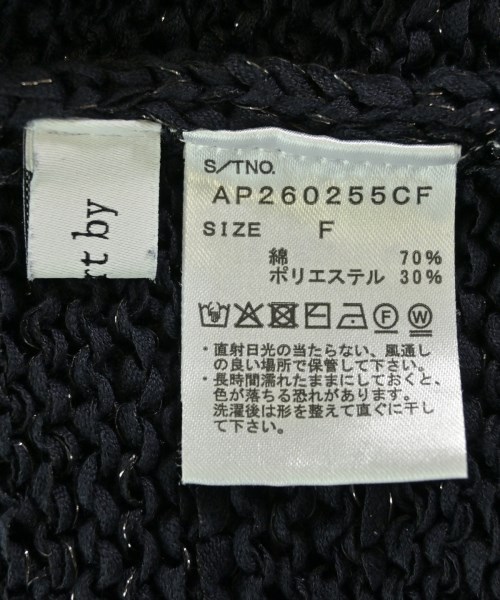 rt by
S/TNO.
AP260255CF
SIZE F
綿 70%
ポリエステル 30%
F W
・直射日光の当たらない、風通し
の良い場所で保管して下さい。
・長時間濡れたままにしておくと、
色が落ちる恐れがあります。
洗濯後は形を整えて直ぐに干し
て下さい。